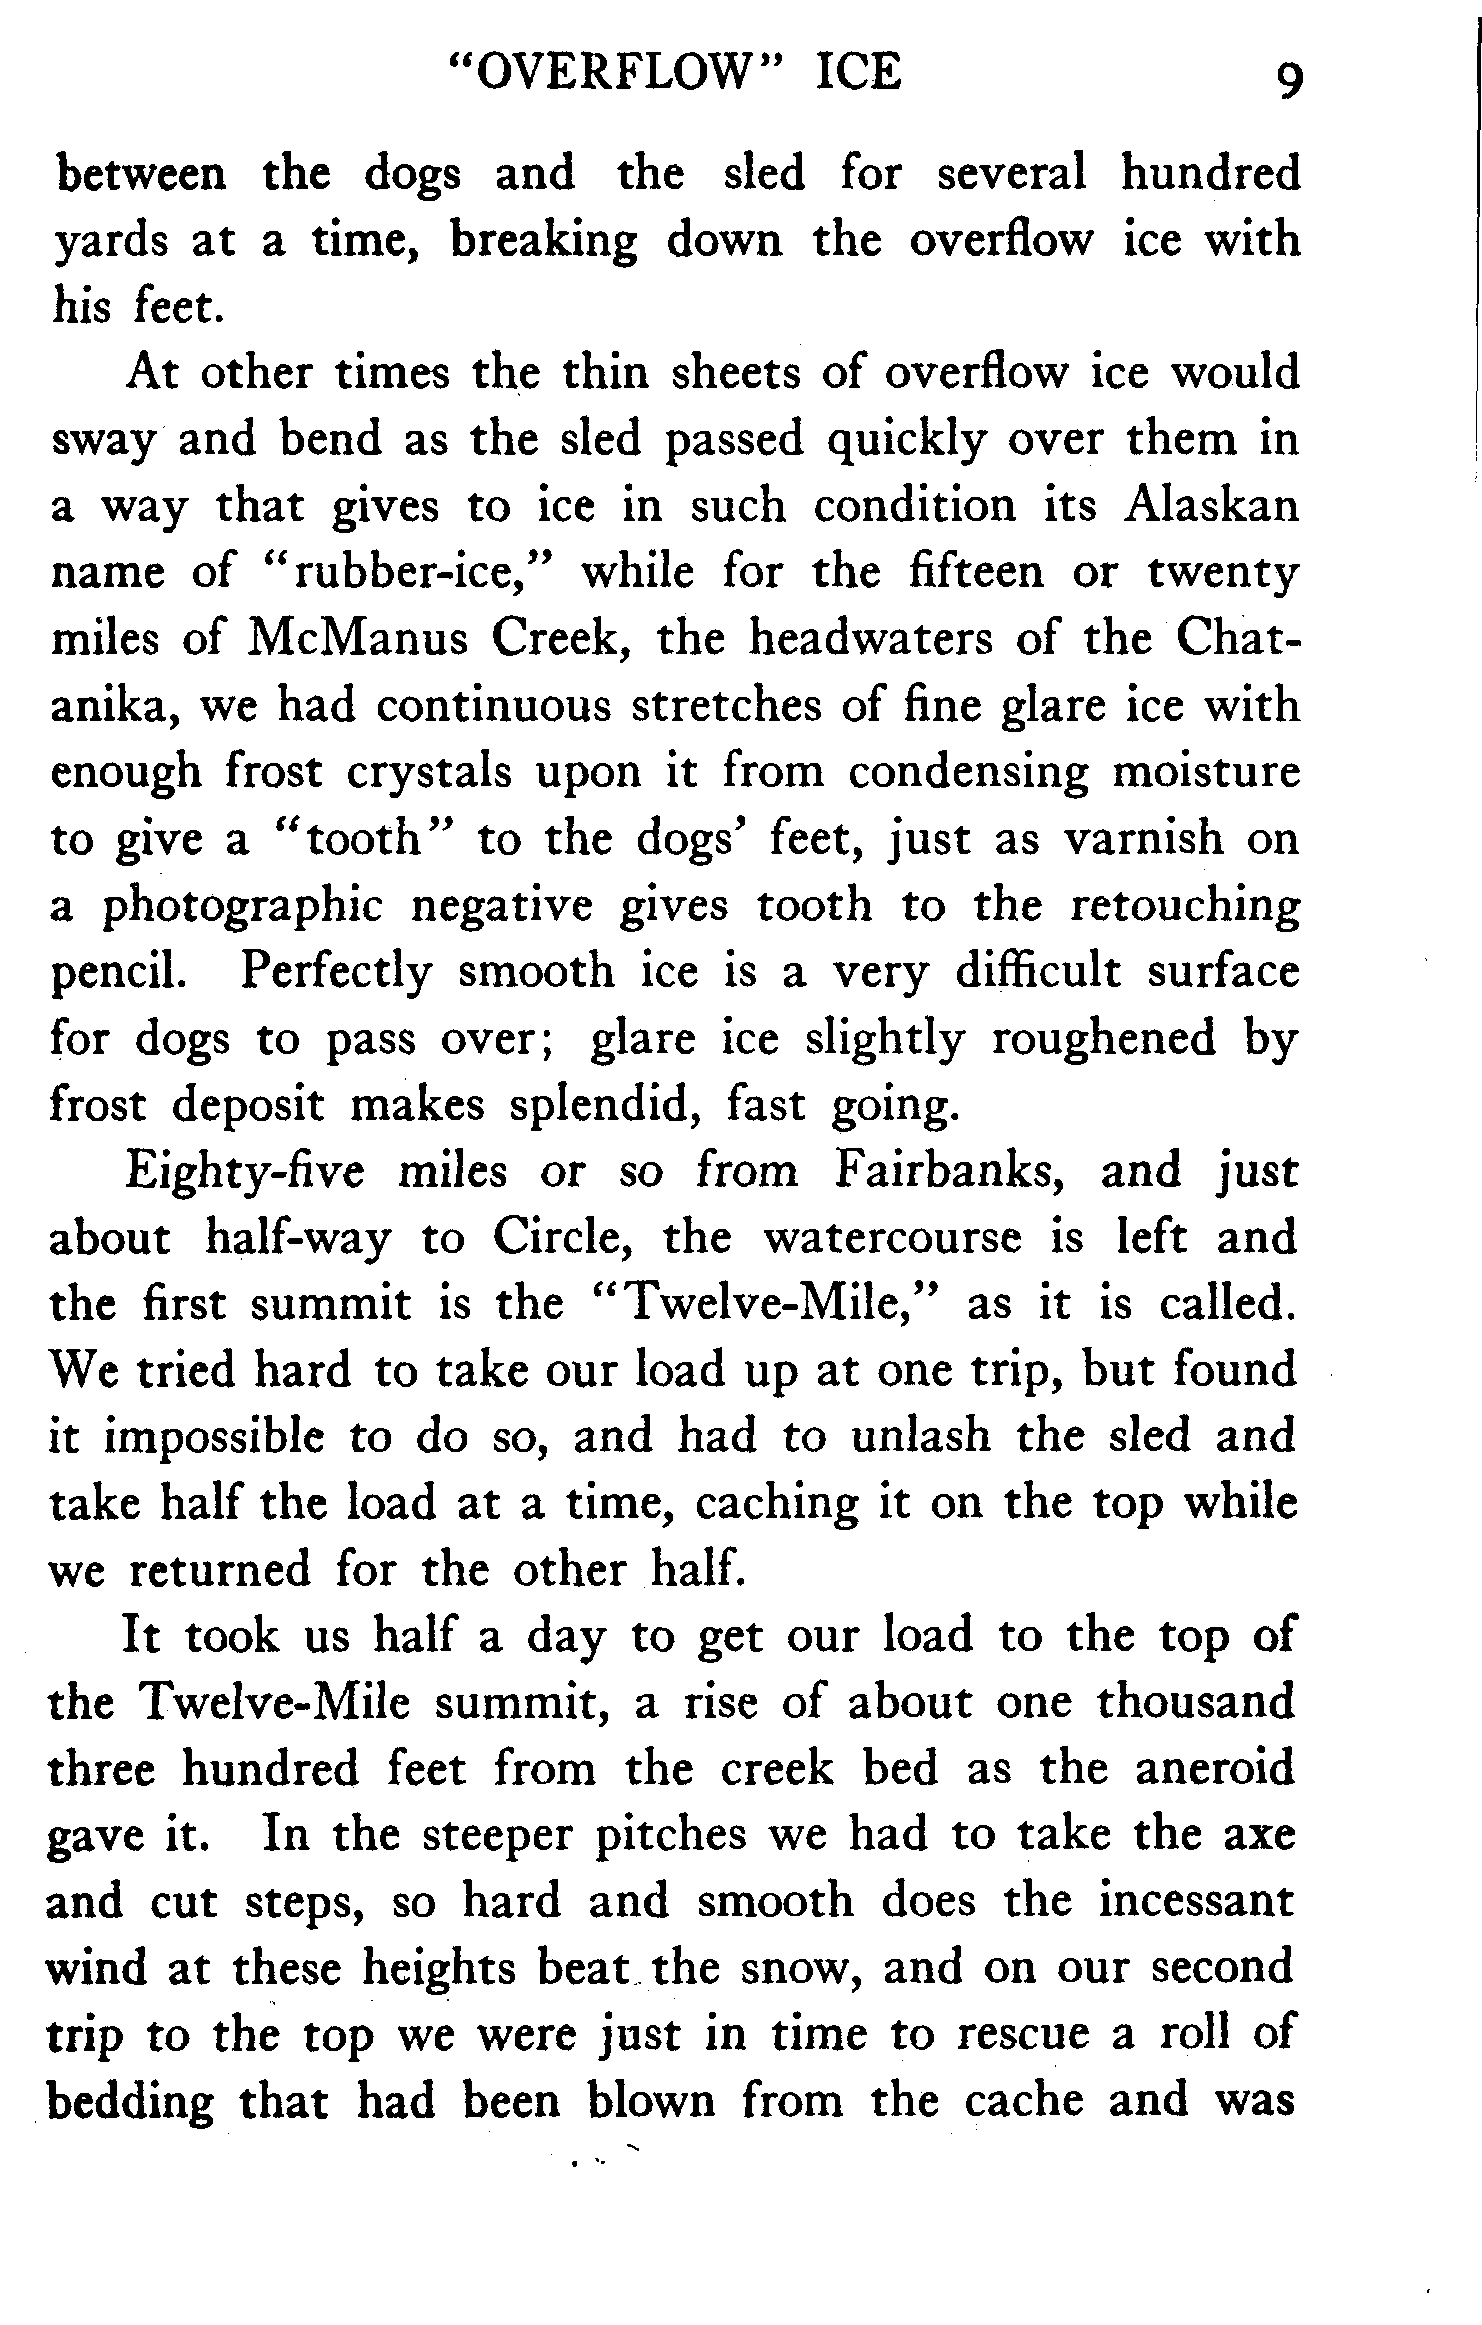 "OVERFLOW" ICE 9
between the dogs and the sled for several hundred
yards at a time, breaking down the overflow ice with
his feet.
At other times the thin sheets of overflow ice would
sway and bend as the sled passed quickly over them in
a way that gives to ice in such condition its Alaskan
name of "rubber-ice," while for the fifteen or twenty
miles of McManus Creek, the headwaters of the Chat-
anika, we had continuous stretches of fine glare ice with
enough frost crystals upon it from condensing moisture
to give a "tooth" to the dogs' feet, just as varnish on
a photographic negative gives tooth to the retouching
pencil. Perfectly smooth ice is a very difficult surface
for dogs to pass over; glare ice slightly roughened by
frost deposit makes splendid, fast going.
Eighty-five miles or so from Fairbanks, and just
about half-way to Circle, the watercourse is left and
the first summit is the "Twelve-Mile," as it is called.
We tried hard to take our load up at one trip, but found
it impossible to do so, and had to unlash the sled and
take half the load at a time, caching it on the top while
we returned for the other half.
It took us half a day to get our load to the top of
the Twelve-Mile summit, a rise of about one thousand
three hundred feet from the creek bed as the aneroid
gave it. In the steeper pitches we had to take the axe
and cut steps, so hard and smooth does the incessant
wind at these heights beat the snow, and on our second
trip to the top we were just in time to rescue a roll of
bedding that had been blown from the cache and was